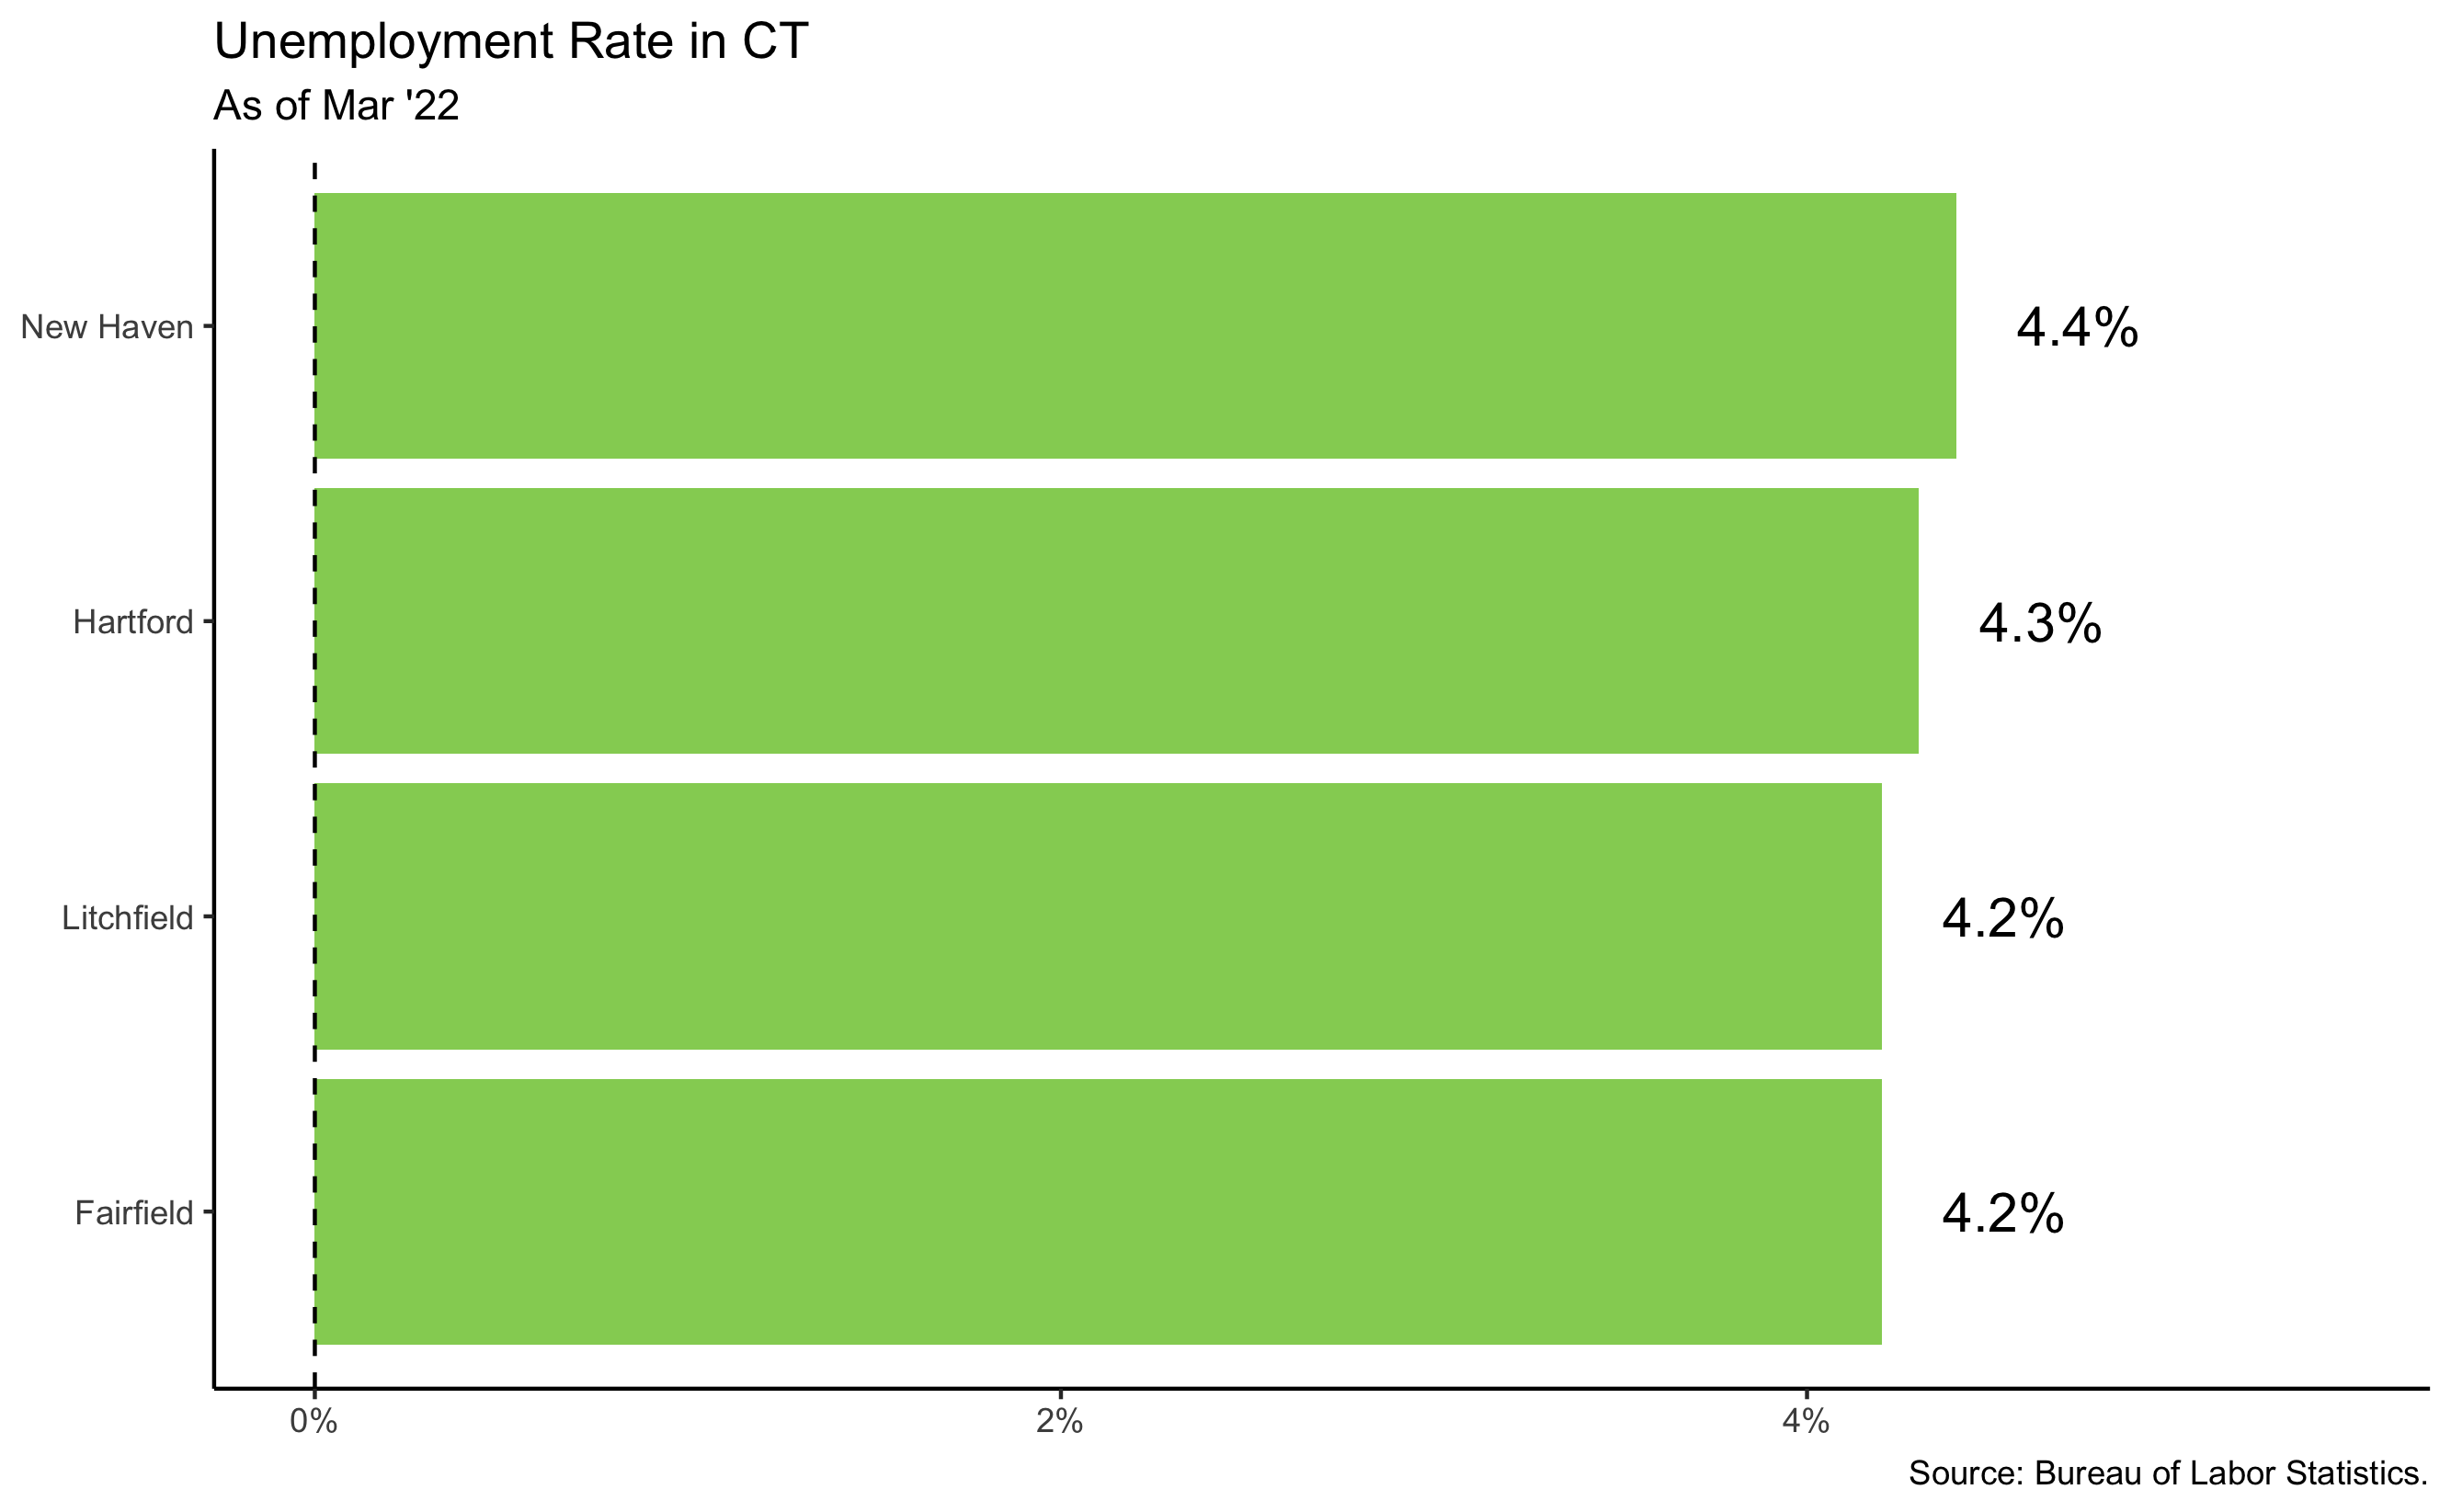 Unemployment Rate in CT
As of Mar '22
New Haven
4.4%
Hartford
4.3%
Litchfield
4.2%
Fairfield
4.2%
0%
2%
4%
Source: Bureau of Labor Statistics.